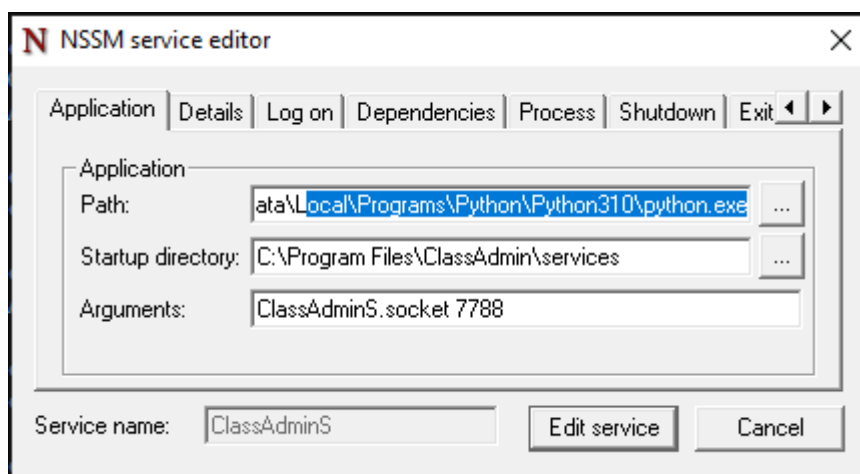 NSSM service editor
Application Details Log on Dependencies Process Shutdown Exit
Application
Path: ata\Local\Programs\Python\Python310\python.exe ...
Startup directory: C:\Program Files\ClassAdmin\services ...
Arguments: ClassAdminS.socket 7788
Service name: ClassAdminS Edit service Cancel